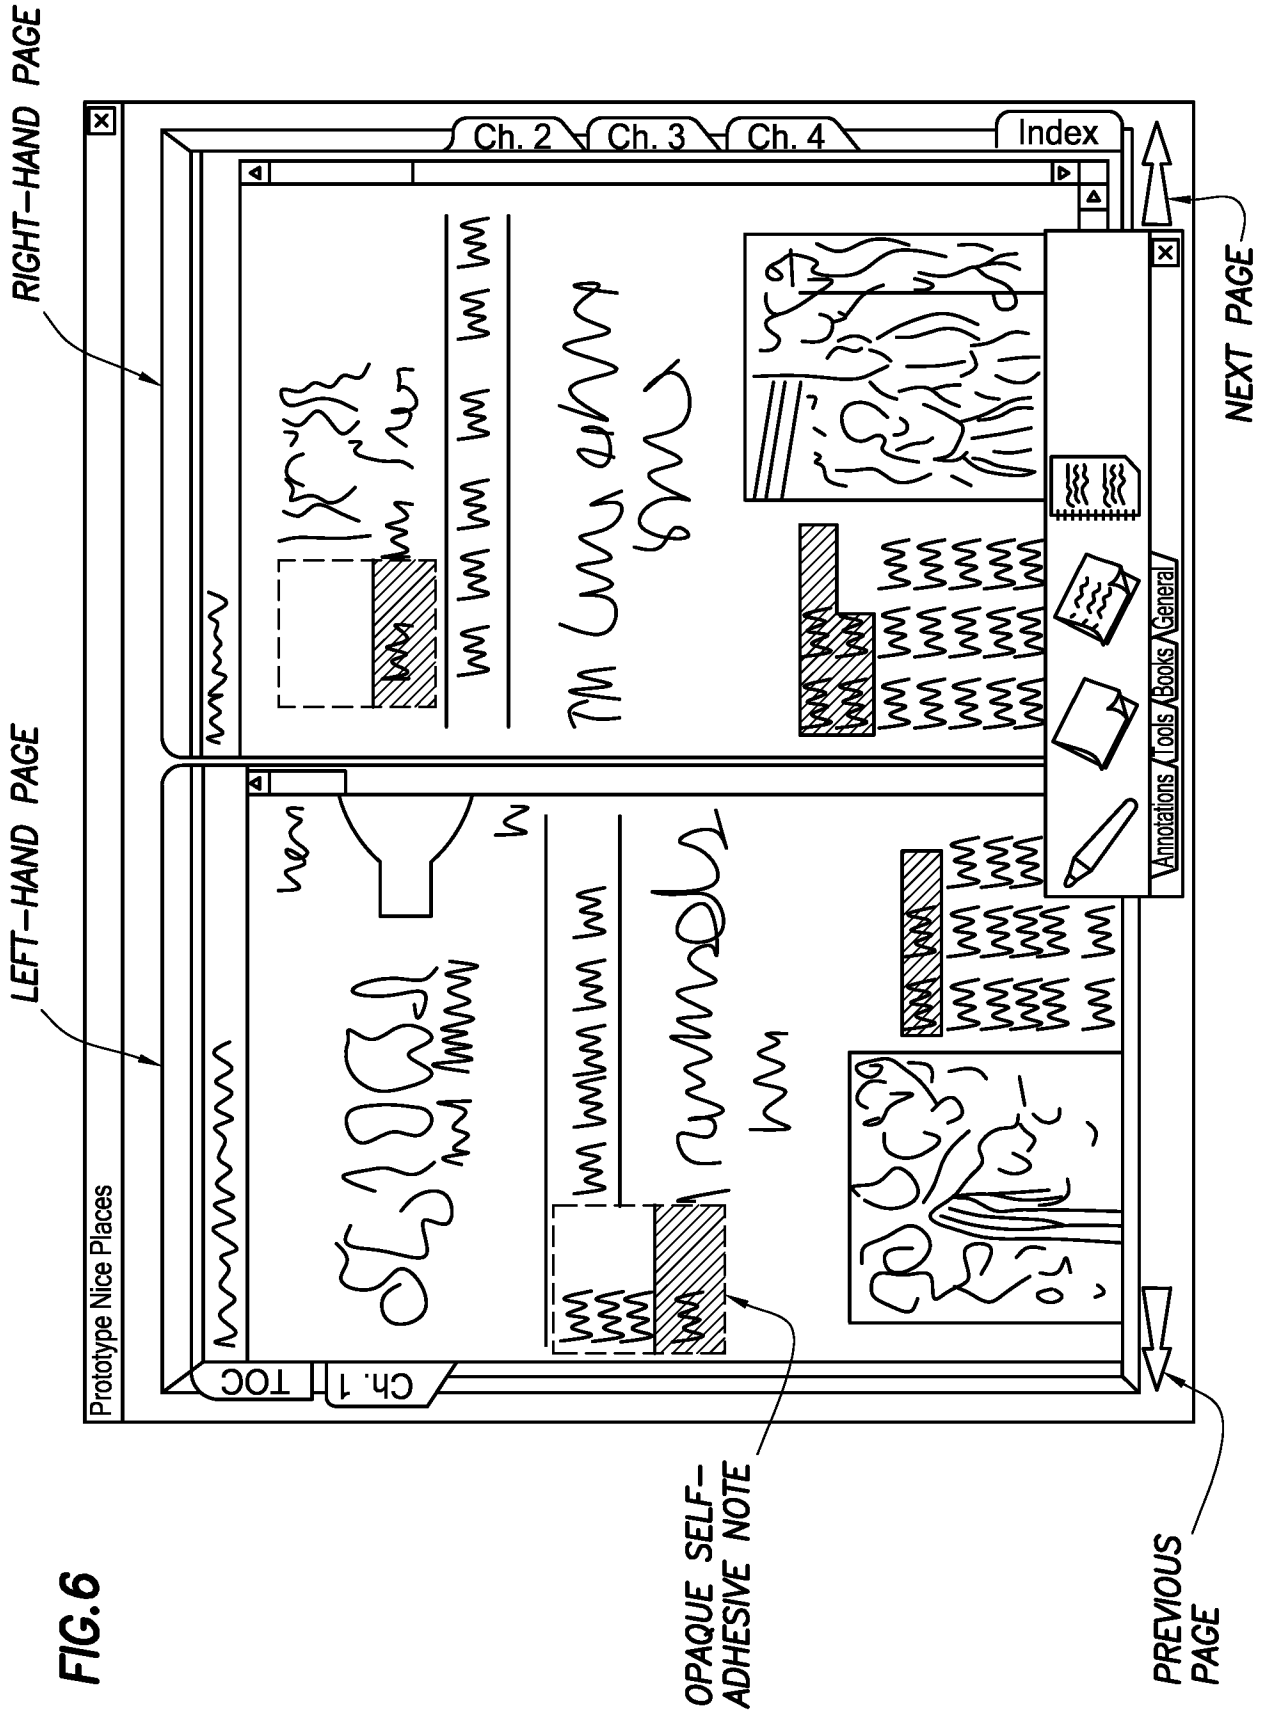 FIG.6
LEFT-HAND PAGE
RIGHT-HAND PAGE
Prototype Nice Places
TOC
Ch. 1
Ch. 2
Ch. 3
Ch. 4
Index
OPAQUE SELF-
ADHESIVE NOTE
Annotations
Tools
Books
General
PREVIOUS
PAGE
NEXT PAGE